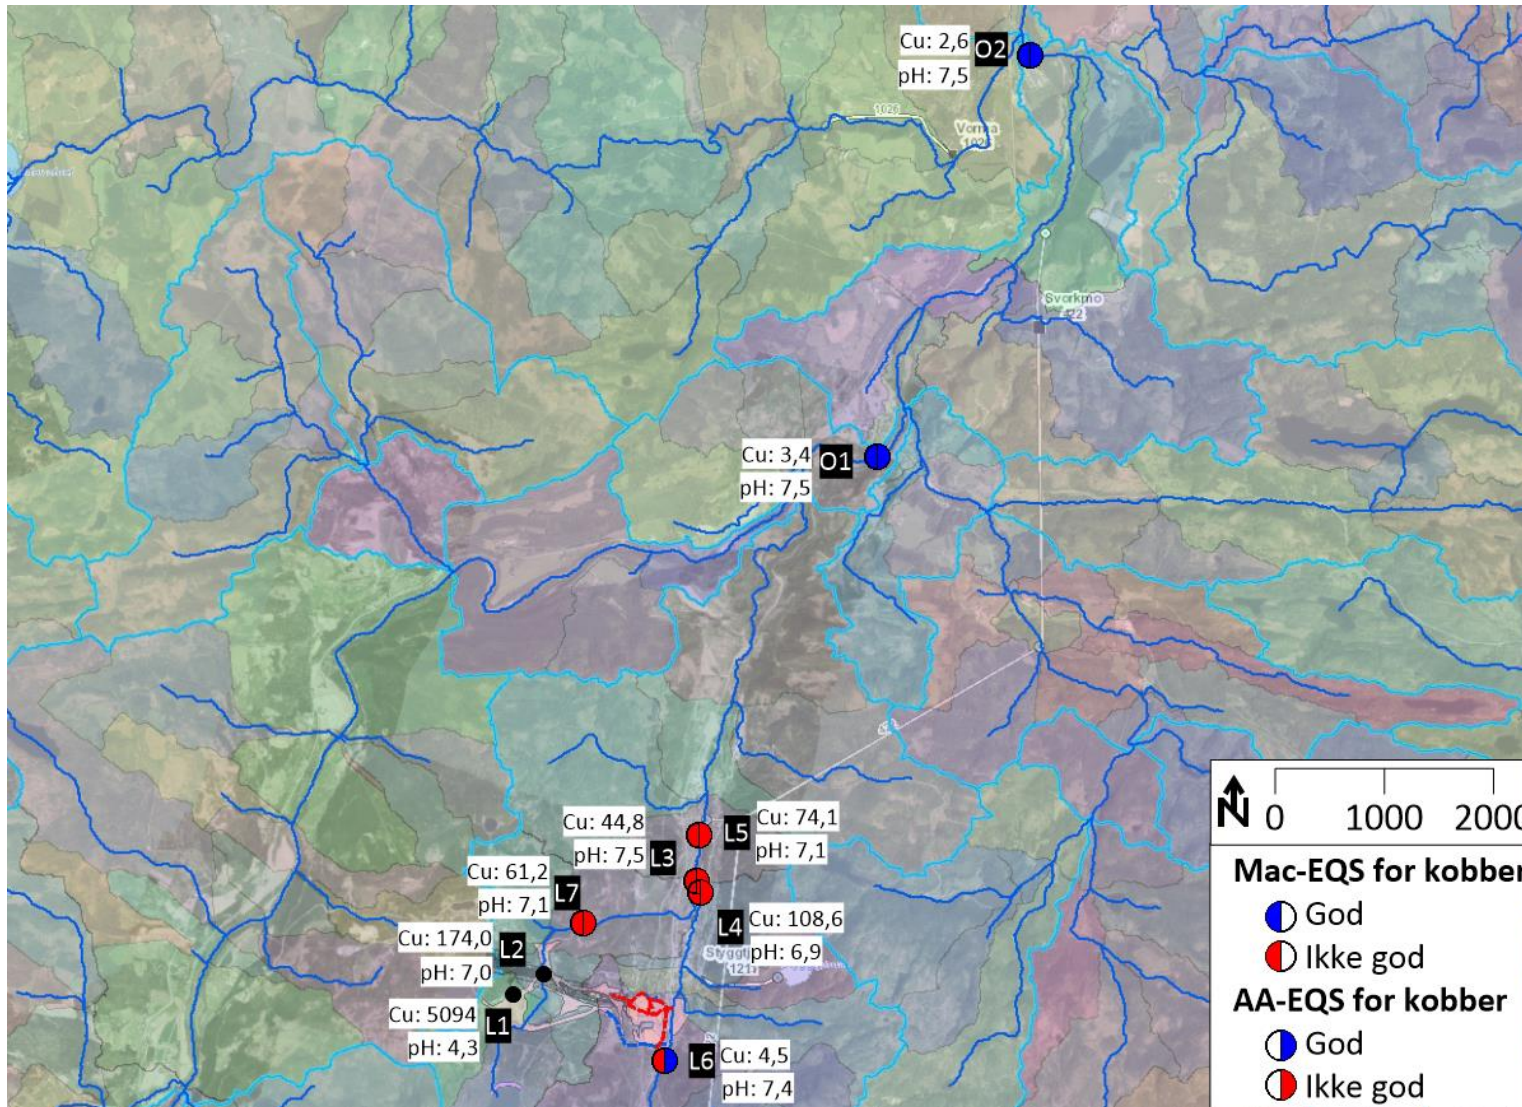 Cu: 2,6
O2
pH: 7,5
1026
Vorma
102
Svorkmo
422
Cu: 3,4
O1
pH: 7,5
Cu: 44,8
pH: 7,5
L3
L5
Cu: 74,1
pH: 7,1
Cu: 61,2
pH: 7,1
L7
Cu: 174,0
pH: 7,0
L2
L4
Cu: 108,6
pH: 6,9
Cu: 5094
pH: 4,3
L1
L6
Cu: 4,5
pH: 7,4
N
0 1000 2000
Mac-EQS for kobber
God
Ikke god
AA-EQS for kobber
God
Ikke god